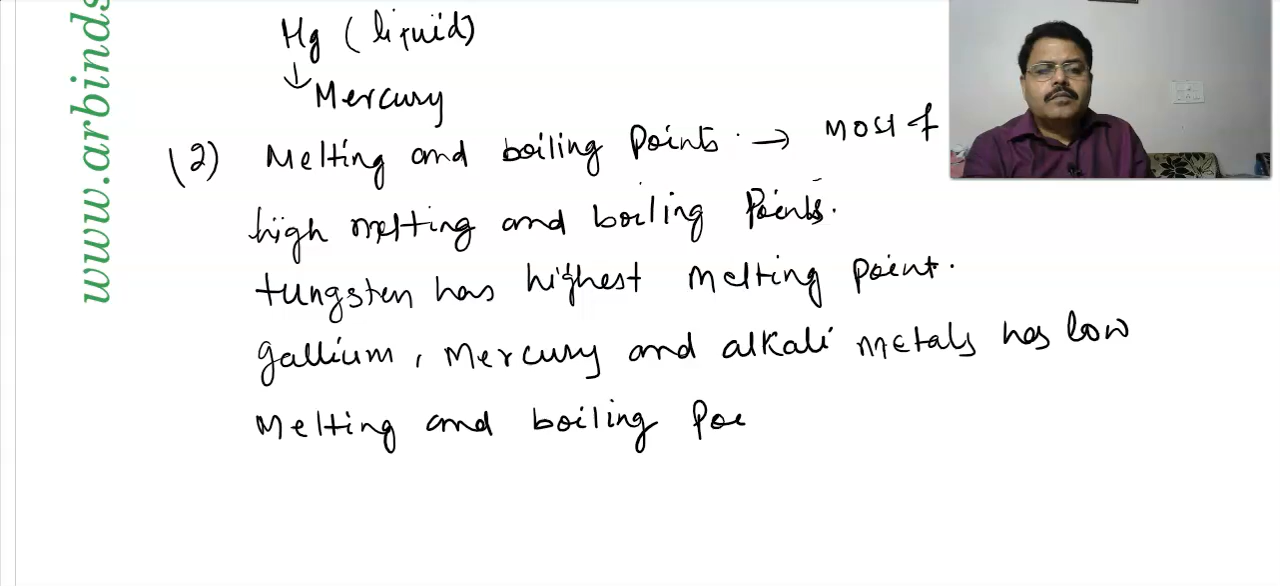 www.arbinds
Hg (liquid)
↓ Mercury
(2) Melting and boiling Points → Most of
high melting and boiling Points.
tungsten has highest melting point.
gallium, Mercury and alkali metals has low
Melting and boiling Poi